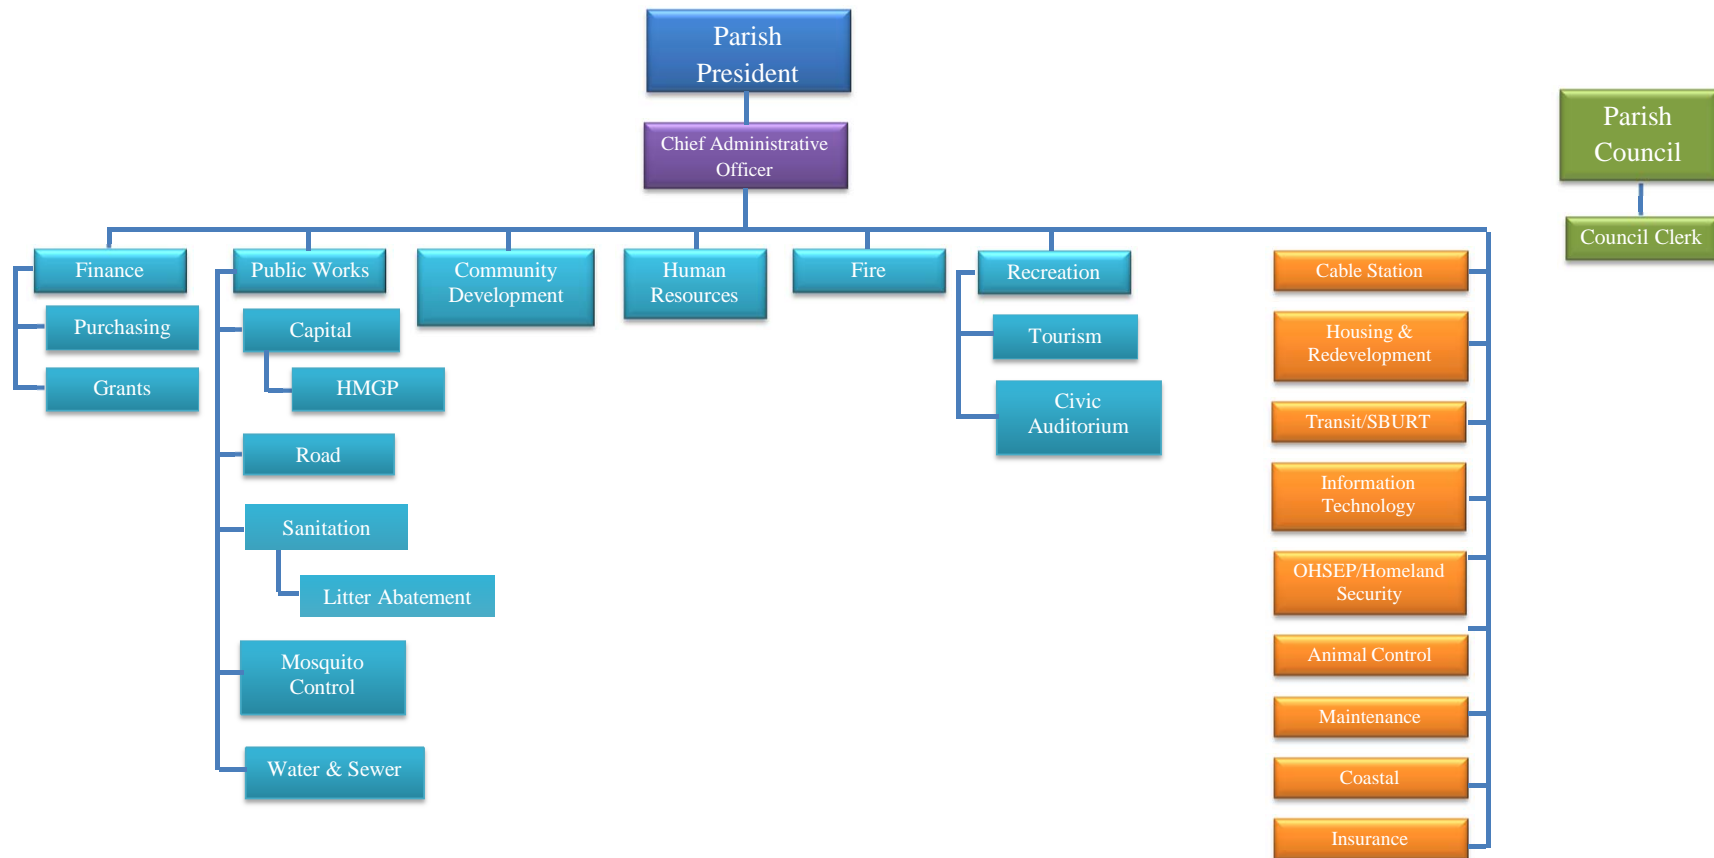 Parish
President
Chief Administrative
Officer
Parish
Council
Council Clerk
Finance
Purchasing
Grants
Public Works
Capital
HMGP
Road
Sanitation
Litter Abatement
Mosquito
Control
Water & Sewer
Community
Development
Human
Resources
Fire
Recreation
Tourism
Civic
Auditorium
Cable Station
Housing &
Redevelopment
Transit/SBURT
Information
Technology
OHSEP/Homeland
Security
Animal Control
Maintenance
Coastal
Insurance